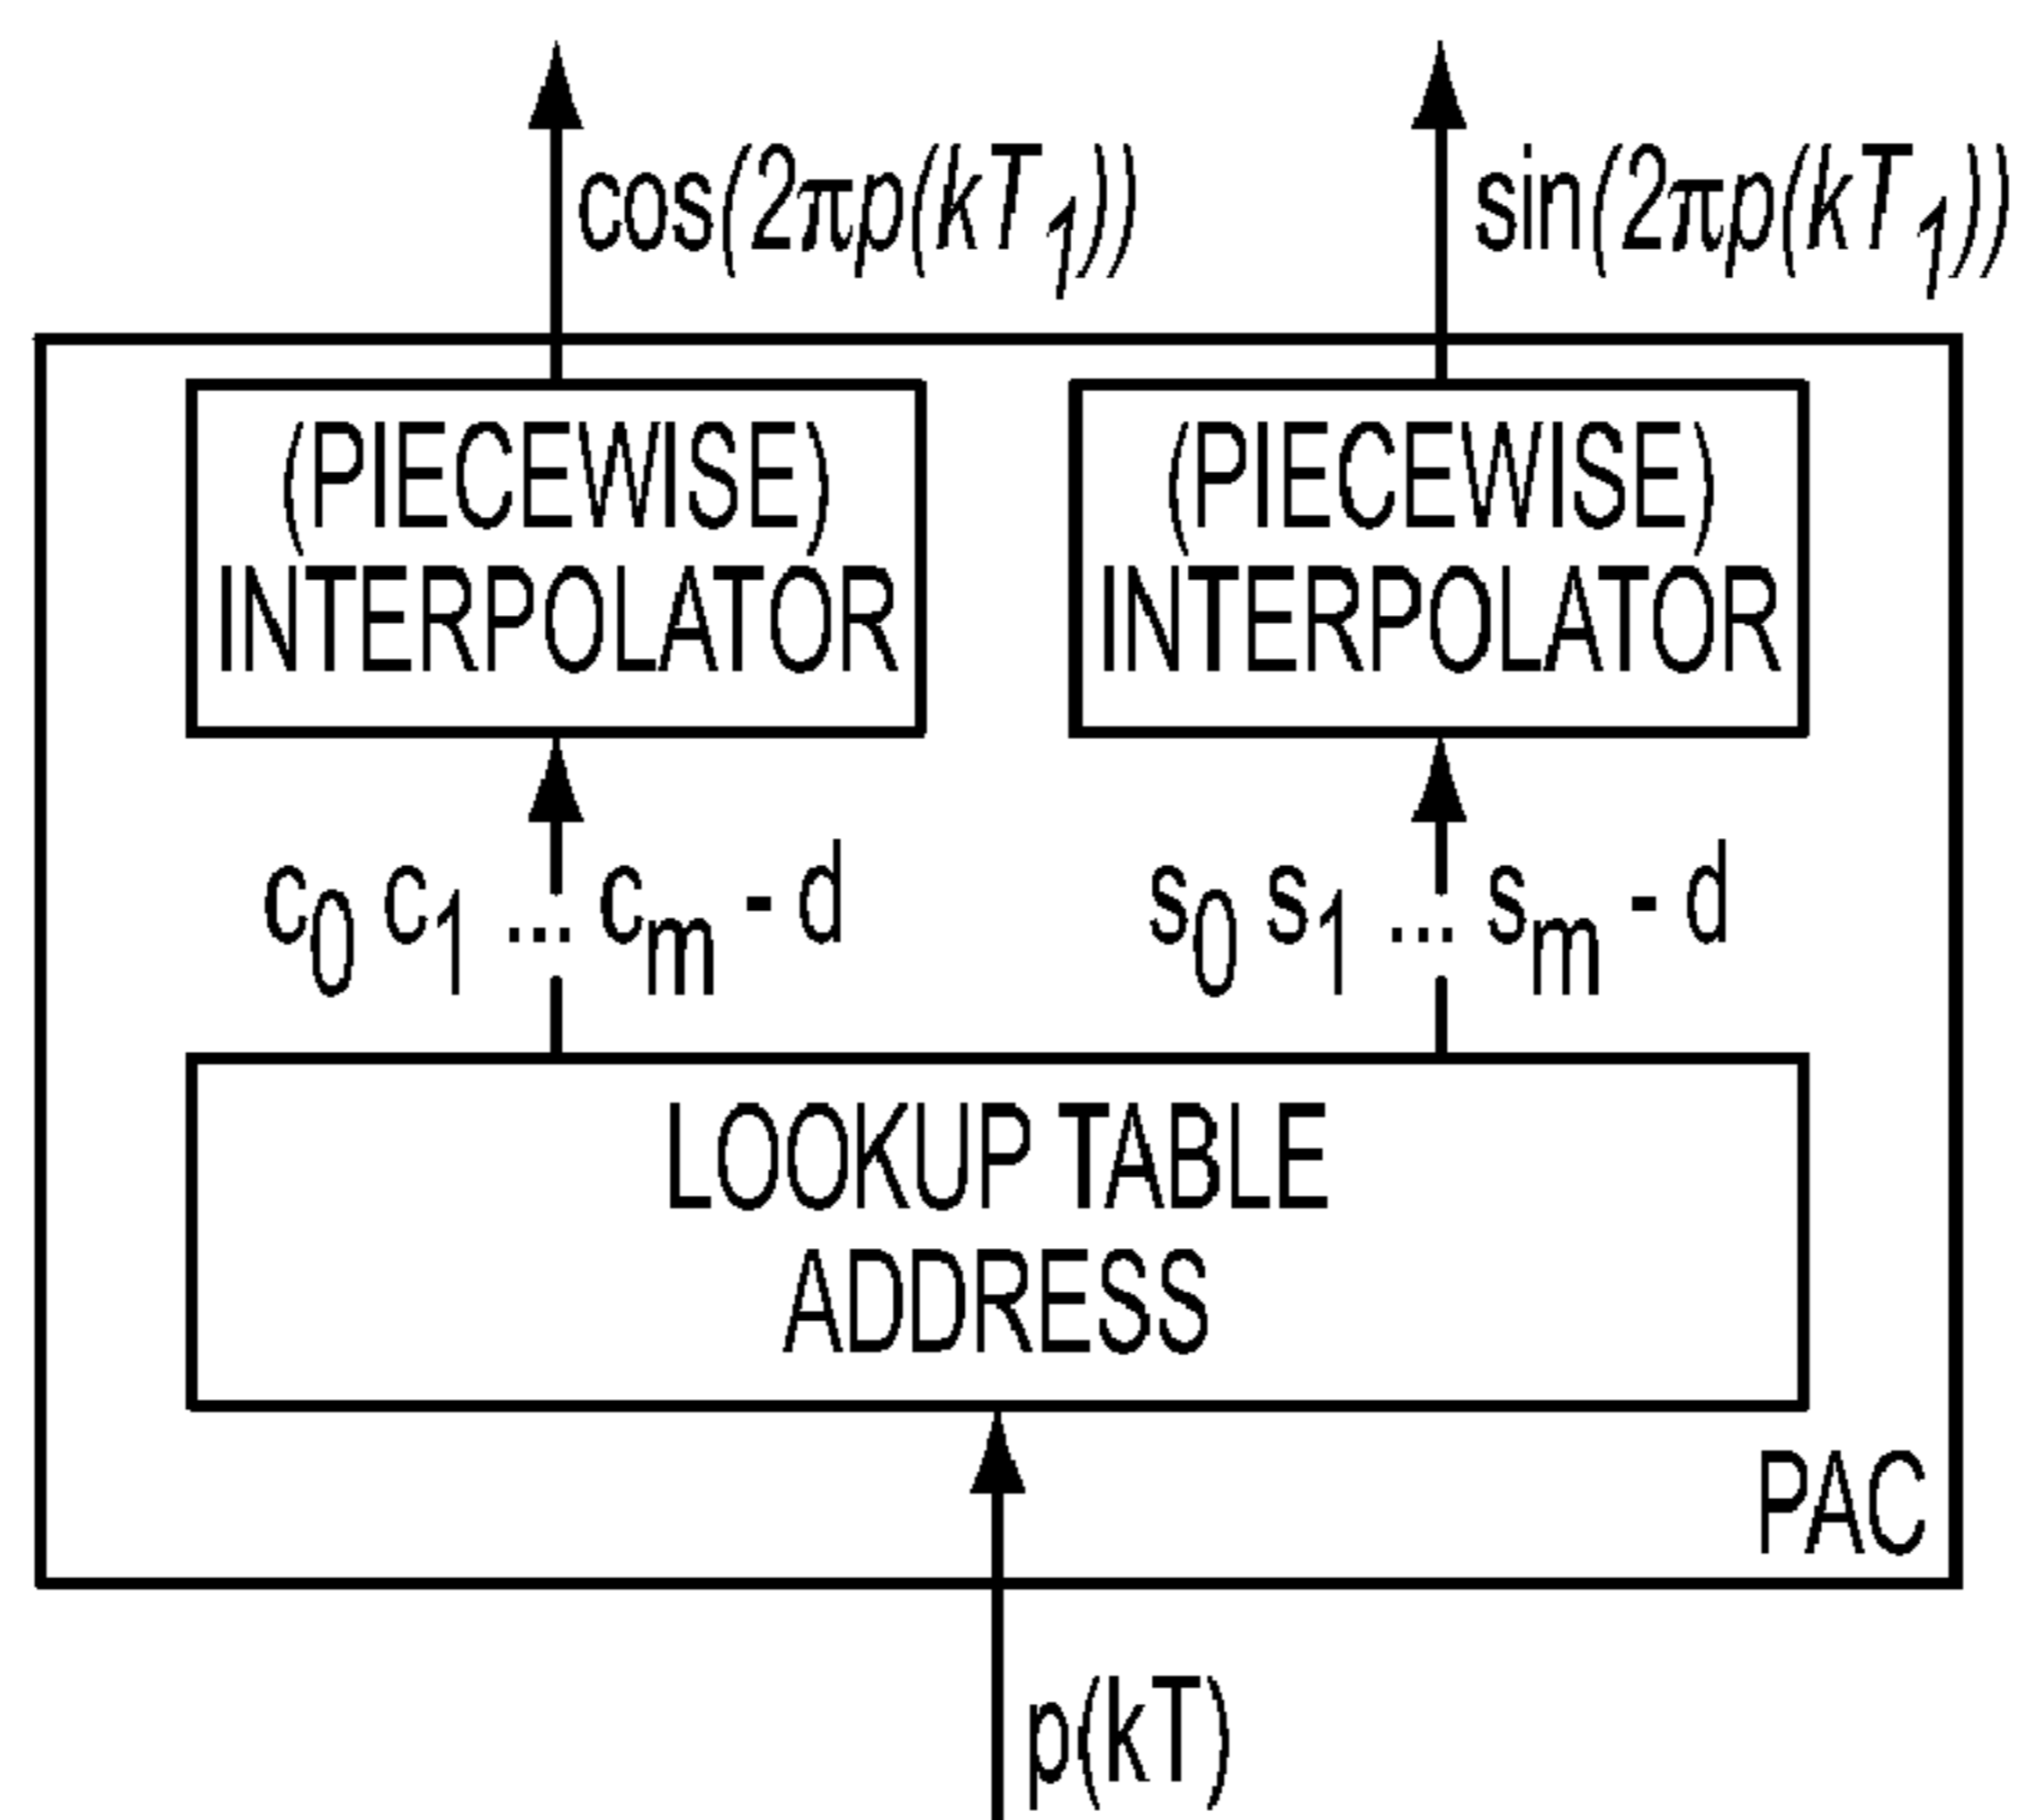 cos(2πp(kT₁)) sin(2πp(kT₁))
(PIECEWISE) (PIECEWISE)
INTERPOLATOR INTERPOLATOR
c₀ c₁ ... cₘ - d s₀ s₁ ... sₘ - d
LOOKUP TABLE
ADDRESS
PAC
p(kT)